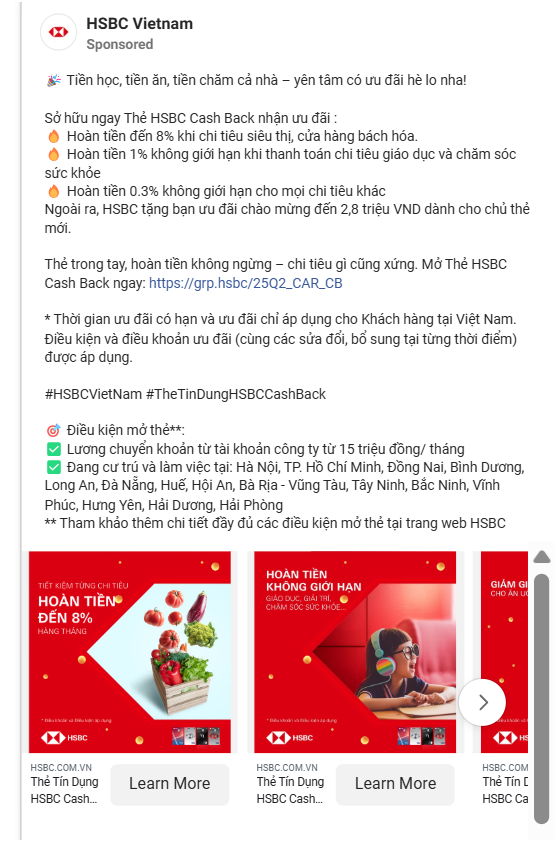 HSBC Vietnam
Sponsored
🎉 Tiền học, tiền ăn, tiền chăm cả nhà – yên tâm có ưu đãi hè lo nha!
Sở hữu ngay Thẻ HSBC Cash Back nhận ưu đãi :
🔥 Hoàn tiền đến 8% khi chi tiêu siêu thị, cửa hàng bách hóa.
🔥 Hoàn tiền 1% không giới hạn khi thanh toán chi tiêu giáo dục và chăm sóc
sức khỏe
🔥 Hoàn tiền 0.3% không giới hạn cho mọi chi tiêu khác
Ngoài ra, HSBC tặng bạn ưu đãi chào mừng đến 2,8 triệu VND dành cho chủ thẻ
mới.
Thẻ trong tay, hoàn tiền không ngừng – chi tiêu gì cũng xứng. Mở Thẻ HSBC
Cash Back ngay: https://grp.hsbc/25Q2_CAR_CB
* Thời gian ưu đãi có hạn và ưu đãi chỉ áp dụng cho Khách hàng tại Việt Nam.
Điều kiện và điều khoản ưu đãi (cùng các sửa đổi, bổ sung tại từng thời điểm)
được áp dụng.
#HSBCVietNam #TheTinDungHSBCCashBack
🎯 Điều kiện mở thẻ**:
✅ Lương chuyển khoản từ tài khoản công ty từ 15 triệu đồng/ tháng
✅ Đang cư trú và làm việc tại: Hà Nội, TP. Hồ Chí Minh, Đồng Nai, Bình Dương,
Long An, Đà Nẵng, Huế, Hội An, Bà Rịa - Vũng Tàu, Tây Ninh, Bắc Ninh, Vĩnh
Phúc, Hưng Yên, Hải Dương, Hải Phòng
** Tham khảo thêm chi tiết đầy đủ các điều kiện mở thẻ tại trang web HSBC
TIẾT KIỆM TỪNG CHI TIÊU
HOÀN TIỀN
ĐẾN 8%
HÀNG THÁNG
* Điều khoản và Điều kiện áp dụng
HSBC
HOÀN TIỀN
KHÔNG GIỚI HẠN
GIÁO DỤC, GIẢI TRÍ,
CHĂM SÓC SỨC KHỎE...
* Điều khoản và Điều kiện áp dụng
HSBC
GIẢM GI
CHO ĂN UỐ
HS
HSBC.COM.VN
Thẻ Tín Dụng
HSBC Cash...
Learn More
HSBC.COM.VN
Thẻ Tín Dụng
HSBC Cash...
Learn More
HSBC.COM
Thẻ Tín D
HSBC Ca